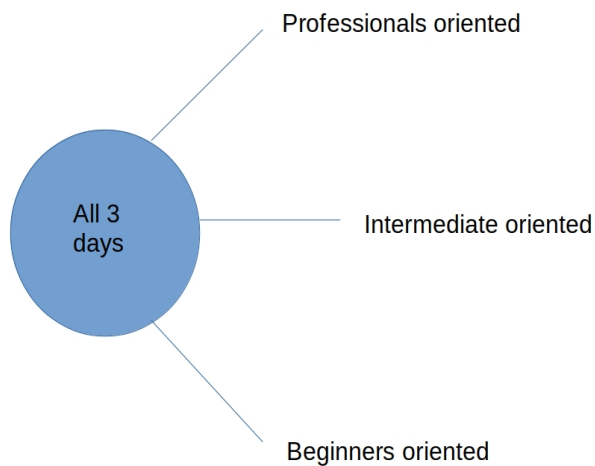 Professionals oriented
All 3
days
Intermediate oriented
Beginners oriented